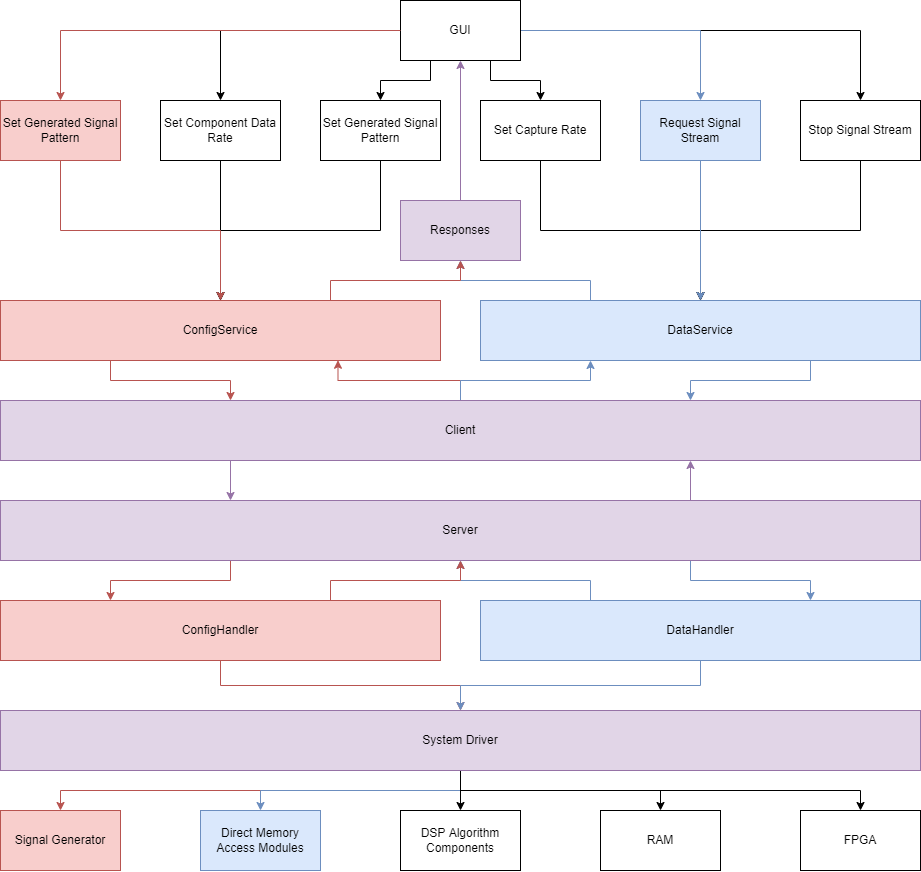 GUI
Set Generated Signal
Pattern
Set Component Data
Rate
Set Generated Signal
Pattern
Set Capture Rate
Request Signal
Stream
Stop Signal Stream
Responses
ConfigService
DataService
Client
Server
ConfigHandler
DataHandler
System Driver
Signal Generator
Direct Memory
Access Modules
DSP Algorithm
Components
RAM
FPGA